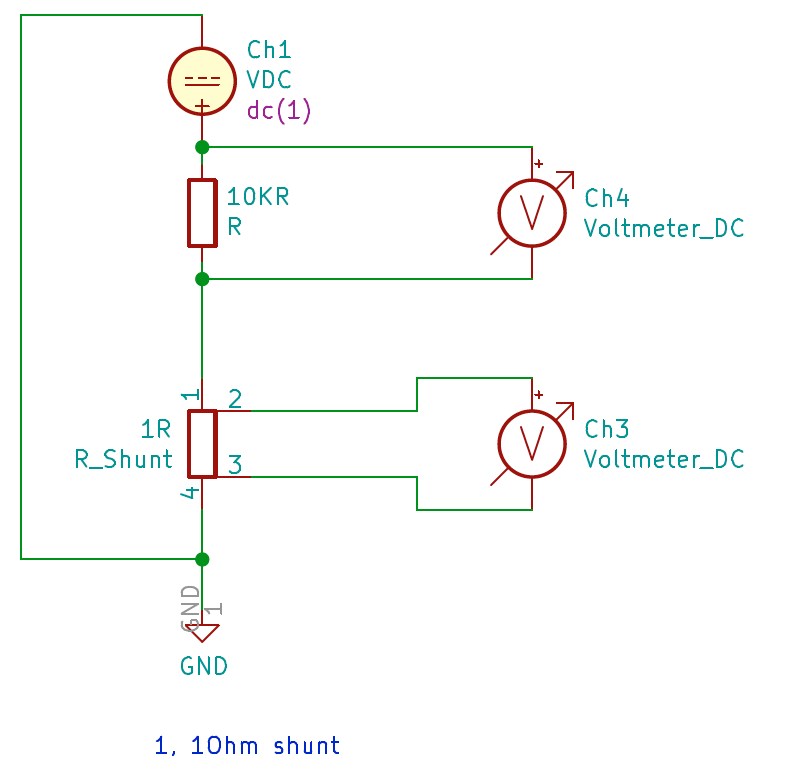 Ch1
VDC
dc(1)
+
10KR
R
+
Ch4
V
Voltmeter_DC
1
2
+
1R
Ch3
R_Shunt
V
Voltmeter_DC
3
4
GND
1
GND
1, 1Ohm shunt